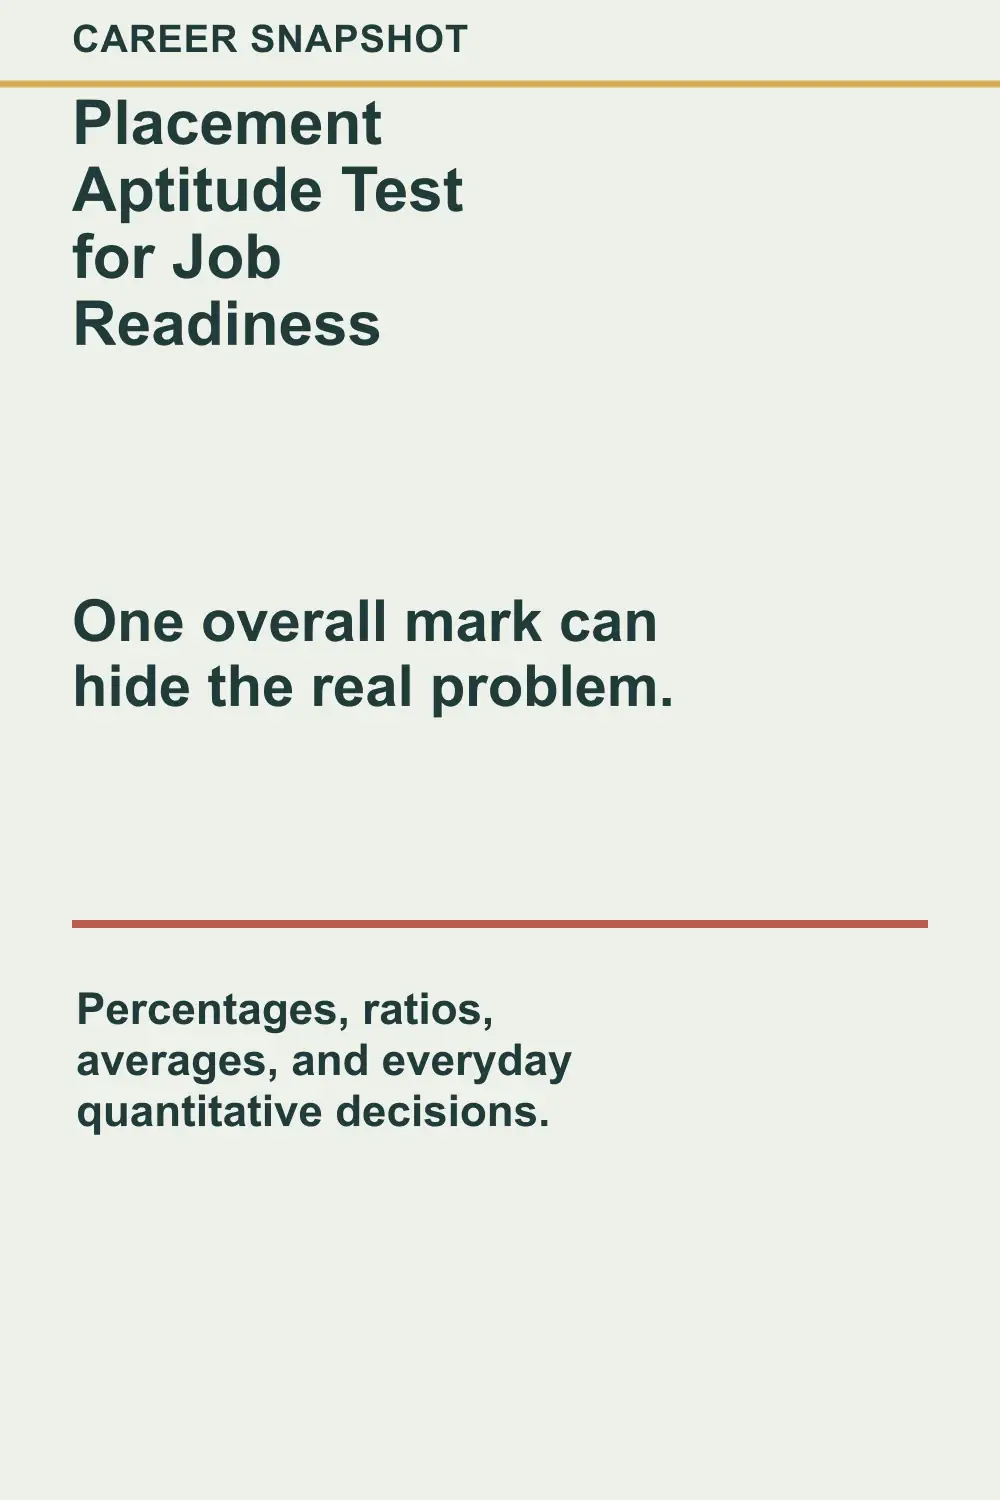 CAREER SNAPSHOT
Placement
Aptitude Test
for Job
Readiness
One overall mark can
hide the real problem.
Percentages, ratios,
averages, and everyday
quantitative decisions.